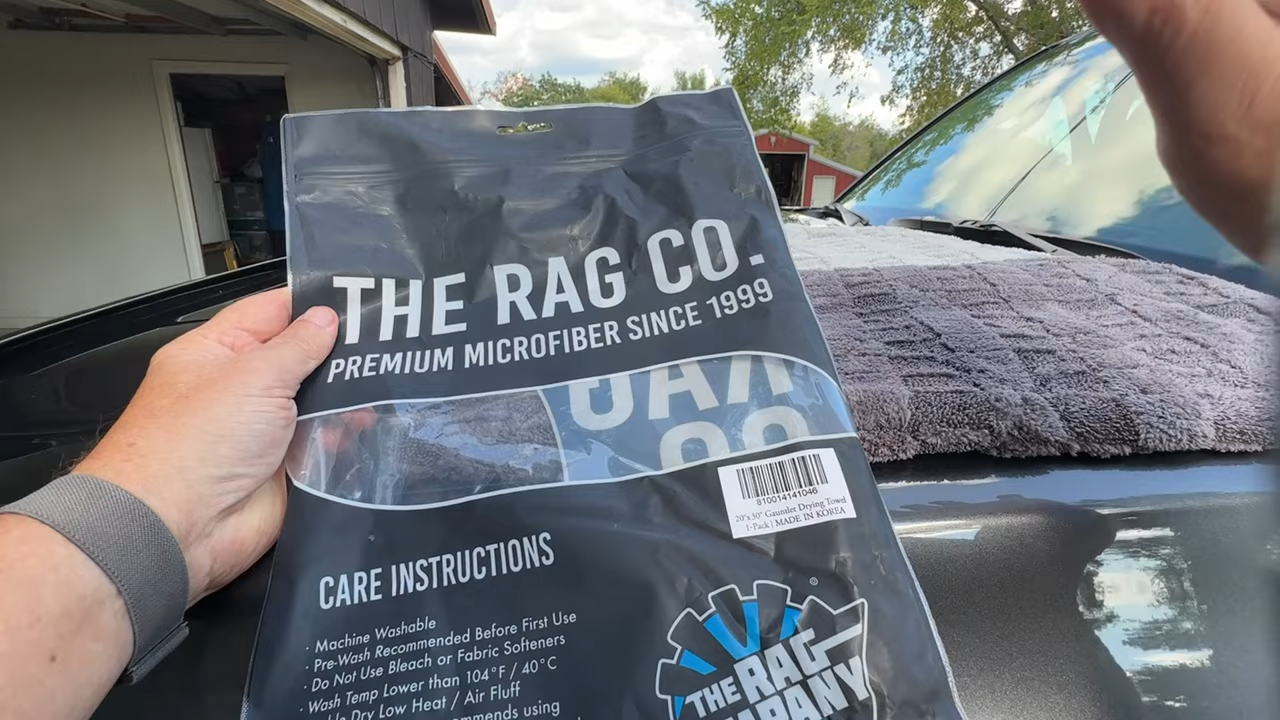 THE RAG CO.
PREMIUM MICROFIBER SINCE 1999
810014141046
20"x30" Gauntlet Drying Towel
1-Pack | MADE IN KOREA
CARE INSTRUCTIONS
· Machine Washable
· Pre-Wash Recommended Before First Use
· Do Not Use Bleach or Fabric Softeners
· Wash Temp Lower than 104°F / 40°C
Dry Low Heat / Air Fluff
using
®
THE RAG
COMPANY